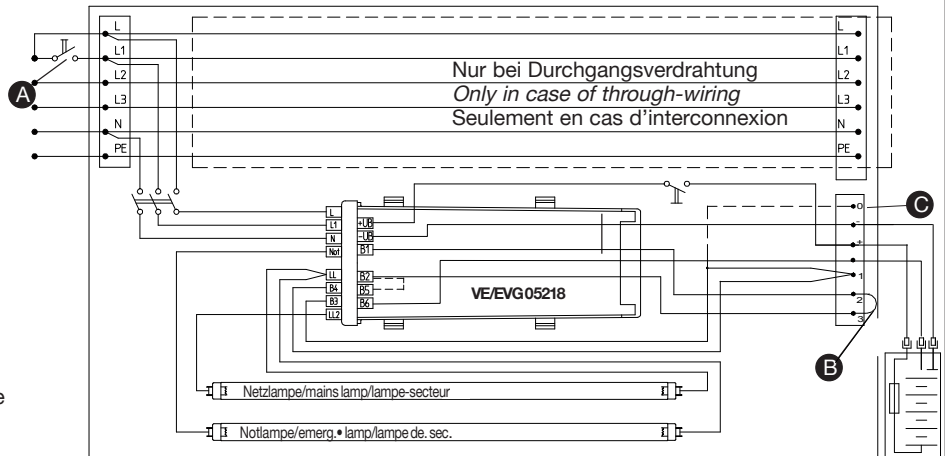 L
L1
L2
L3
N
PE
A
Nur bei Durchgangsverdrahtung
Only in case of through-wiring
Seulement en cas d'interconnexion
L
L1
L2
L3
N
PE
L
L1
N
Not
LL
B4
B3
LL2
+UB
-UB
B1
B2
B5
B6
VE/EVG05218
0
-
+
1
2
3
C
B
Netzlampe/mains lamp/lampe-secteur
Notlampe/emerg.• lamp/lampe de. sec.
e